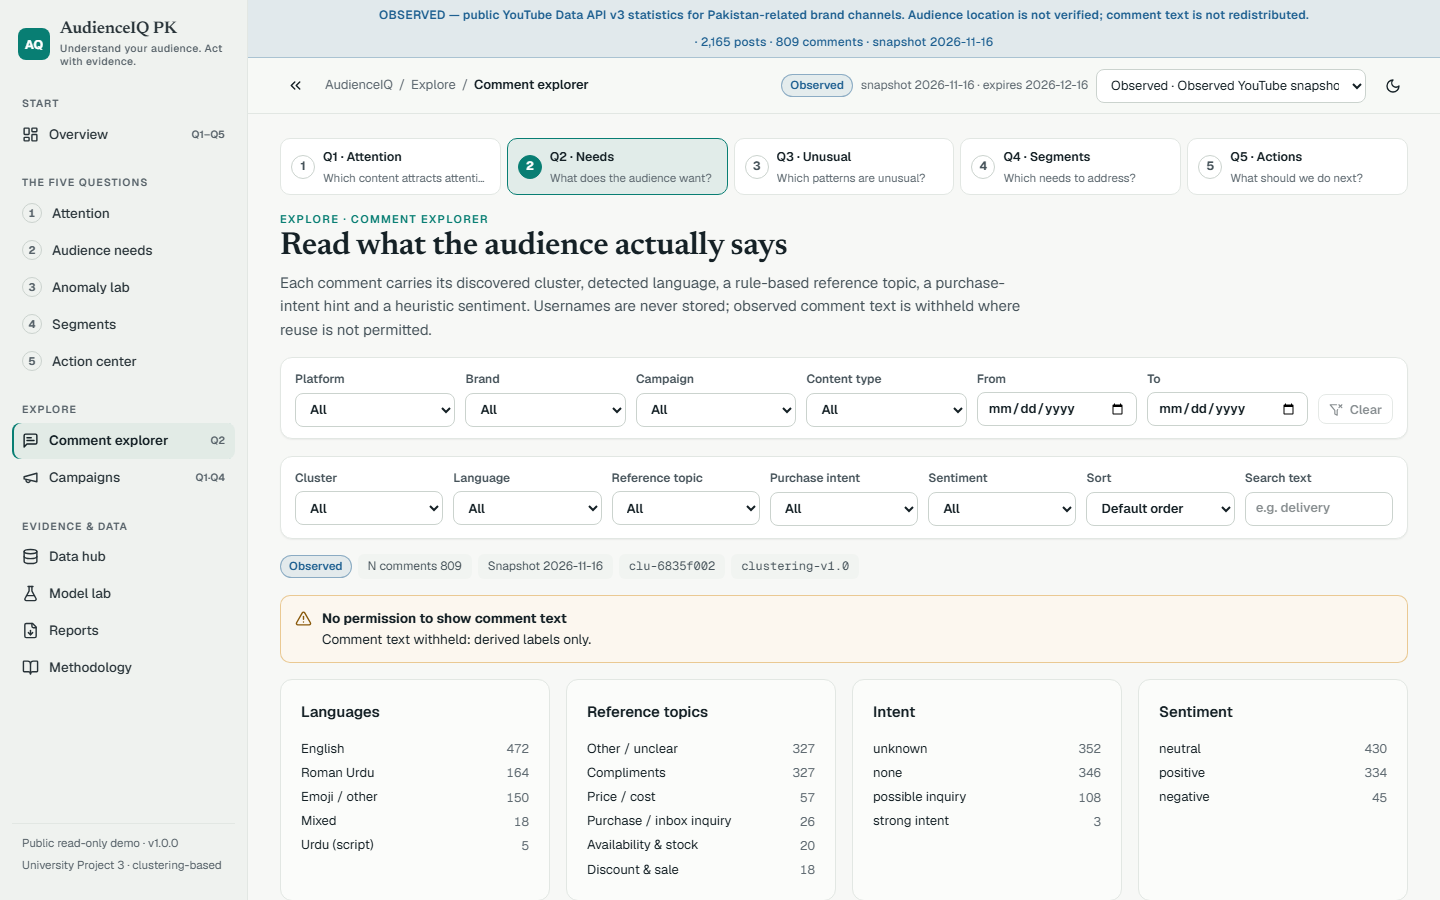 AQ
AudienceIQ PK
Understand your audience. Act
with evidence.
START
Overview Q1–Q5
THE FIVE QUESTIONS
1 Attention
2 Audience needs
3 Anomaly lab
4 Segments
5 Action center
EXPLORE
Comment explorer Q2
Campaigns Q1-Q4
EVIDENCE & DATA
Data hub
Model lab
Reports
Methodology
Public read-only demo · v1.0.0
University Project 3 · clustering-based
OBSERVED — public YouTube Data API v3 statistics for Pakistan-related brand channels. Audience location is not verified; comment text is not redistributed.
· 2,165 posts · 809 comments · snapshot 2026-11-16
AudienceIQ / Explore / Comment explorer
Observed snapshot 2026-11-16 · expires 2026-12-16 Observed · Observed YouTube snapshc
1 Q1 · Attention
Which content attracts attenti...
2 Q2 · Needs
What does the audience want?
3 Q3 · Unusual
Which patterns are unusual?
4 Q4 · Segments
Which needs to address?
5 Q5 · Actions
What should we do next?
EXPLORE · COMMENT EXPLORER
Read what the audience actually says
Each comment carries its discovered cluster, detected language, a rule-based reference topic, a purchase-
intent hint and a heuristic sentiment. Usernames are never stored; observed comment text is withheld where
reuse is not permitted.
Platform Brand Campaign Content type From To
All All All All mm/dd/yyyy mm/dd/yyyy Clear
Cluster Language Reference topic Purchase intent Sentiment Sort Search text
All All All All All Default order e.g. delivery
Observed N comments 809 Snapshot 2026-11-16 clu-6835f002 clustering-v1.0
No permission to show comment text
Comment text withheld: derived labels only.
Languages
English 472
Roman Urdu 164
Emoji / other 150
Mixed 18
Urdu (script) 5
Reference topics
Other / unclear 327
Compliments 327
Price / cost 57
Purchase / inbox inquiry 26
Availability & stock 20
Discount & sale 18
Intent
unknown 352
none 346
possible inquiry 108
strong intent 3
Sentiment
neutral 430
positive 334
negative 45